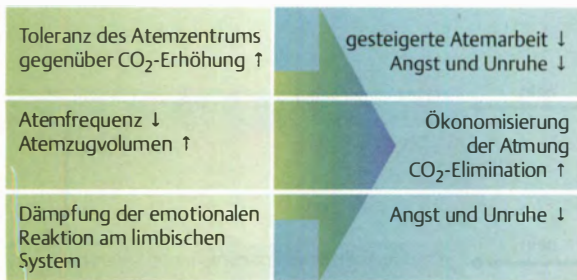 Toleranz des Atemzentrums
gegenüber CO₂-Erhöhung ↑
gesteigerte Atemarbeit ↓
Angst und Unruhe ↓
Atemfrequenz ↓
Atemzugvolumen ↑
Ökonomisierung
der Atmung
CO₂-Elimination ↑
Dämpfung der emotionalen
Reaktion am limbischen
System
Angst und Unruhe ↓